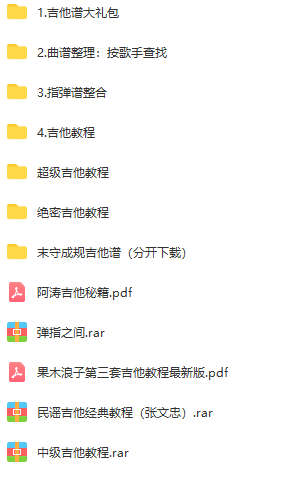 1.吉他谱大礼包
2.曲谱整理：按歌手查找
3.指弹谱整合
4.吉他教程
超级吉他教程
绝密吉他教程
末守成规吉他谱（分开下载）
阿涛吉他秘籍.pdf
弹指之间.rar
果木浪子第三套吉他教程最新版.pdf
民谣吉他经典教程（张文忠）.rar
中级吉他教程.rar